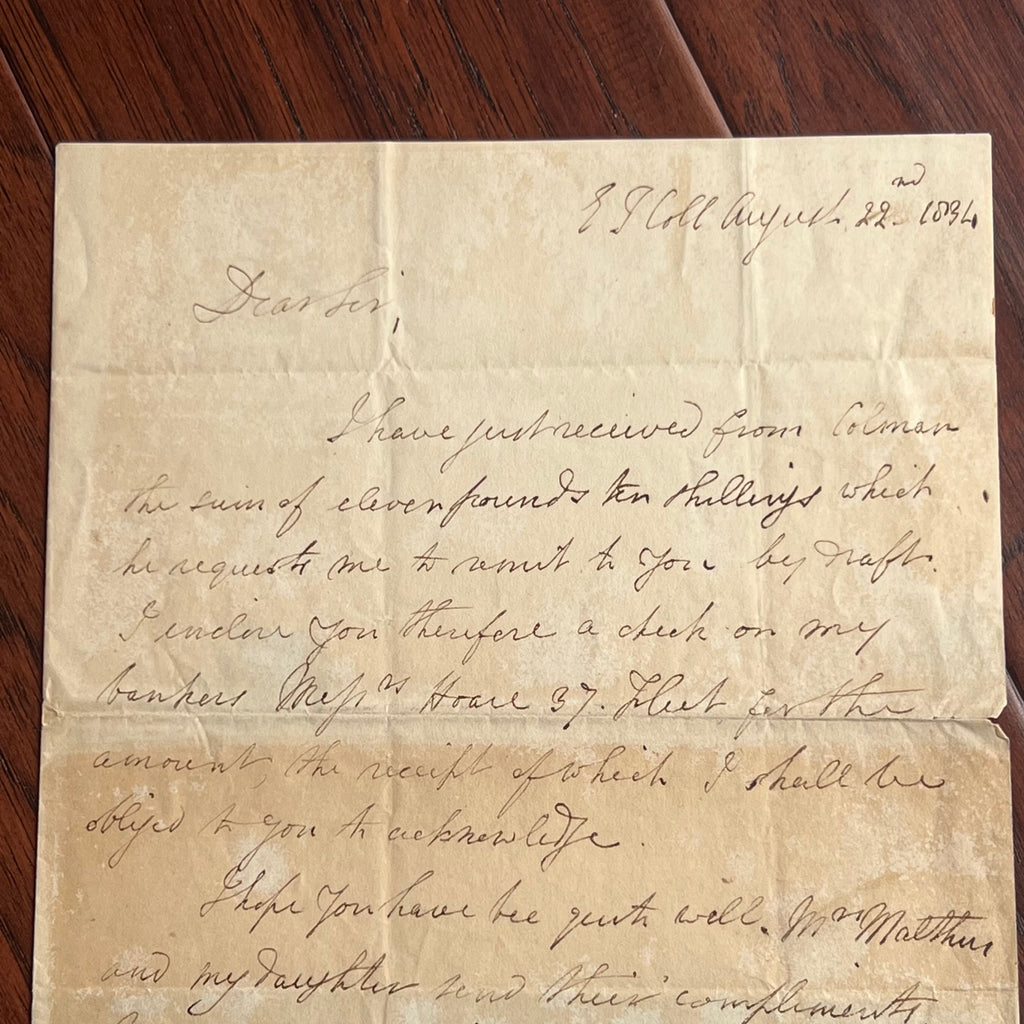 E I Coll August 22nd 1834
Dear Sir,
I have just received from Colman
the sum of eleven pounds ten shillings which
he requests me to remit to you by draft.
I enclose you therefore a check on my
bankers Messrs Hoare 37. Fleet for the
amount, the receipt of which I shall be
obliged to you to acknowledge.
I hope you have bee quite well. Mrs Malthus
and my daughter send their compliments